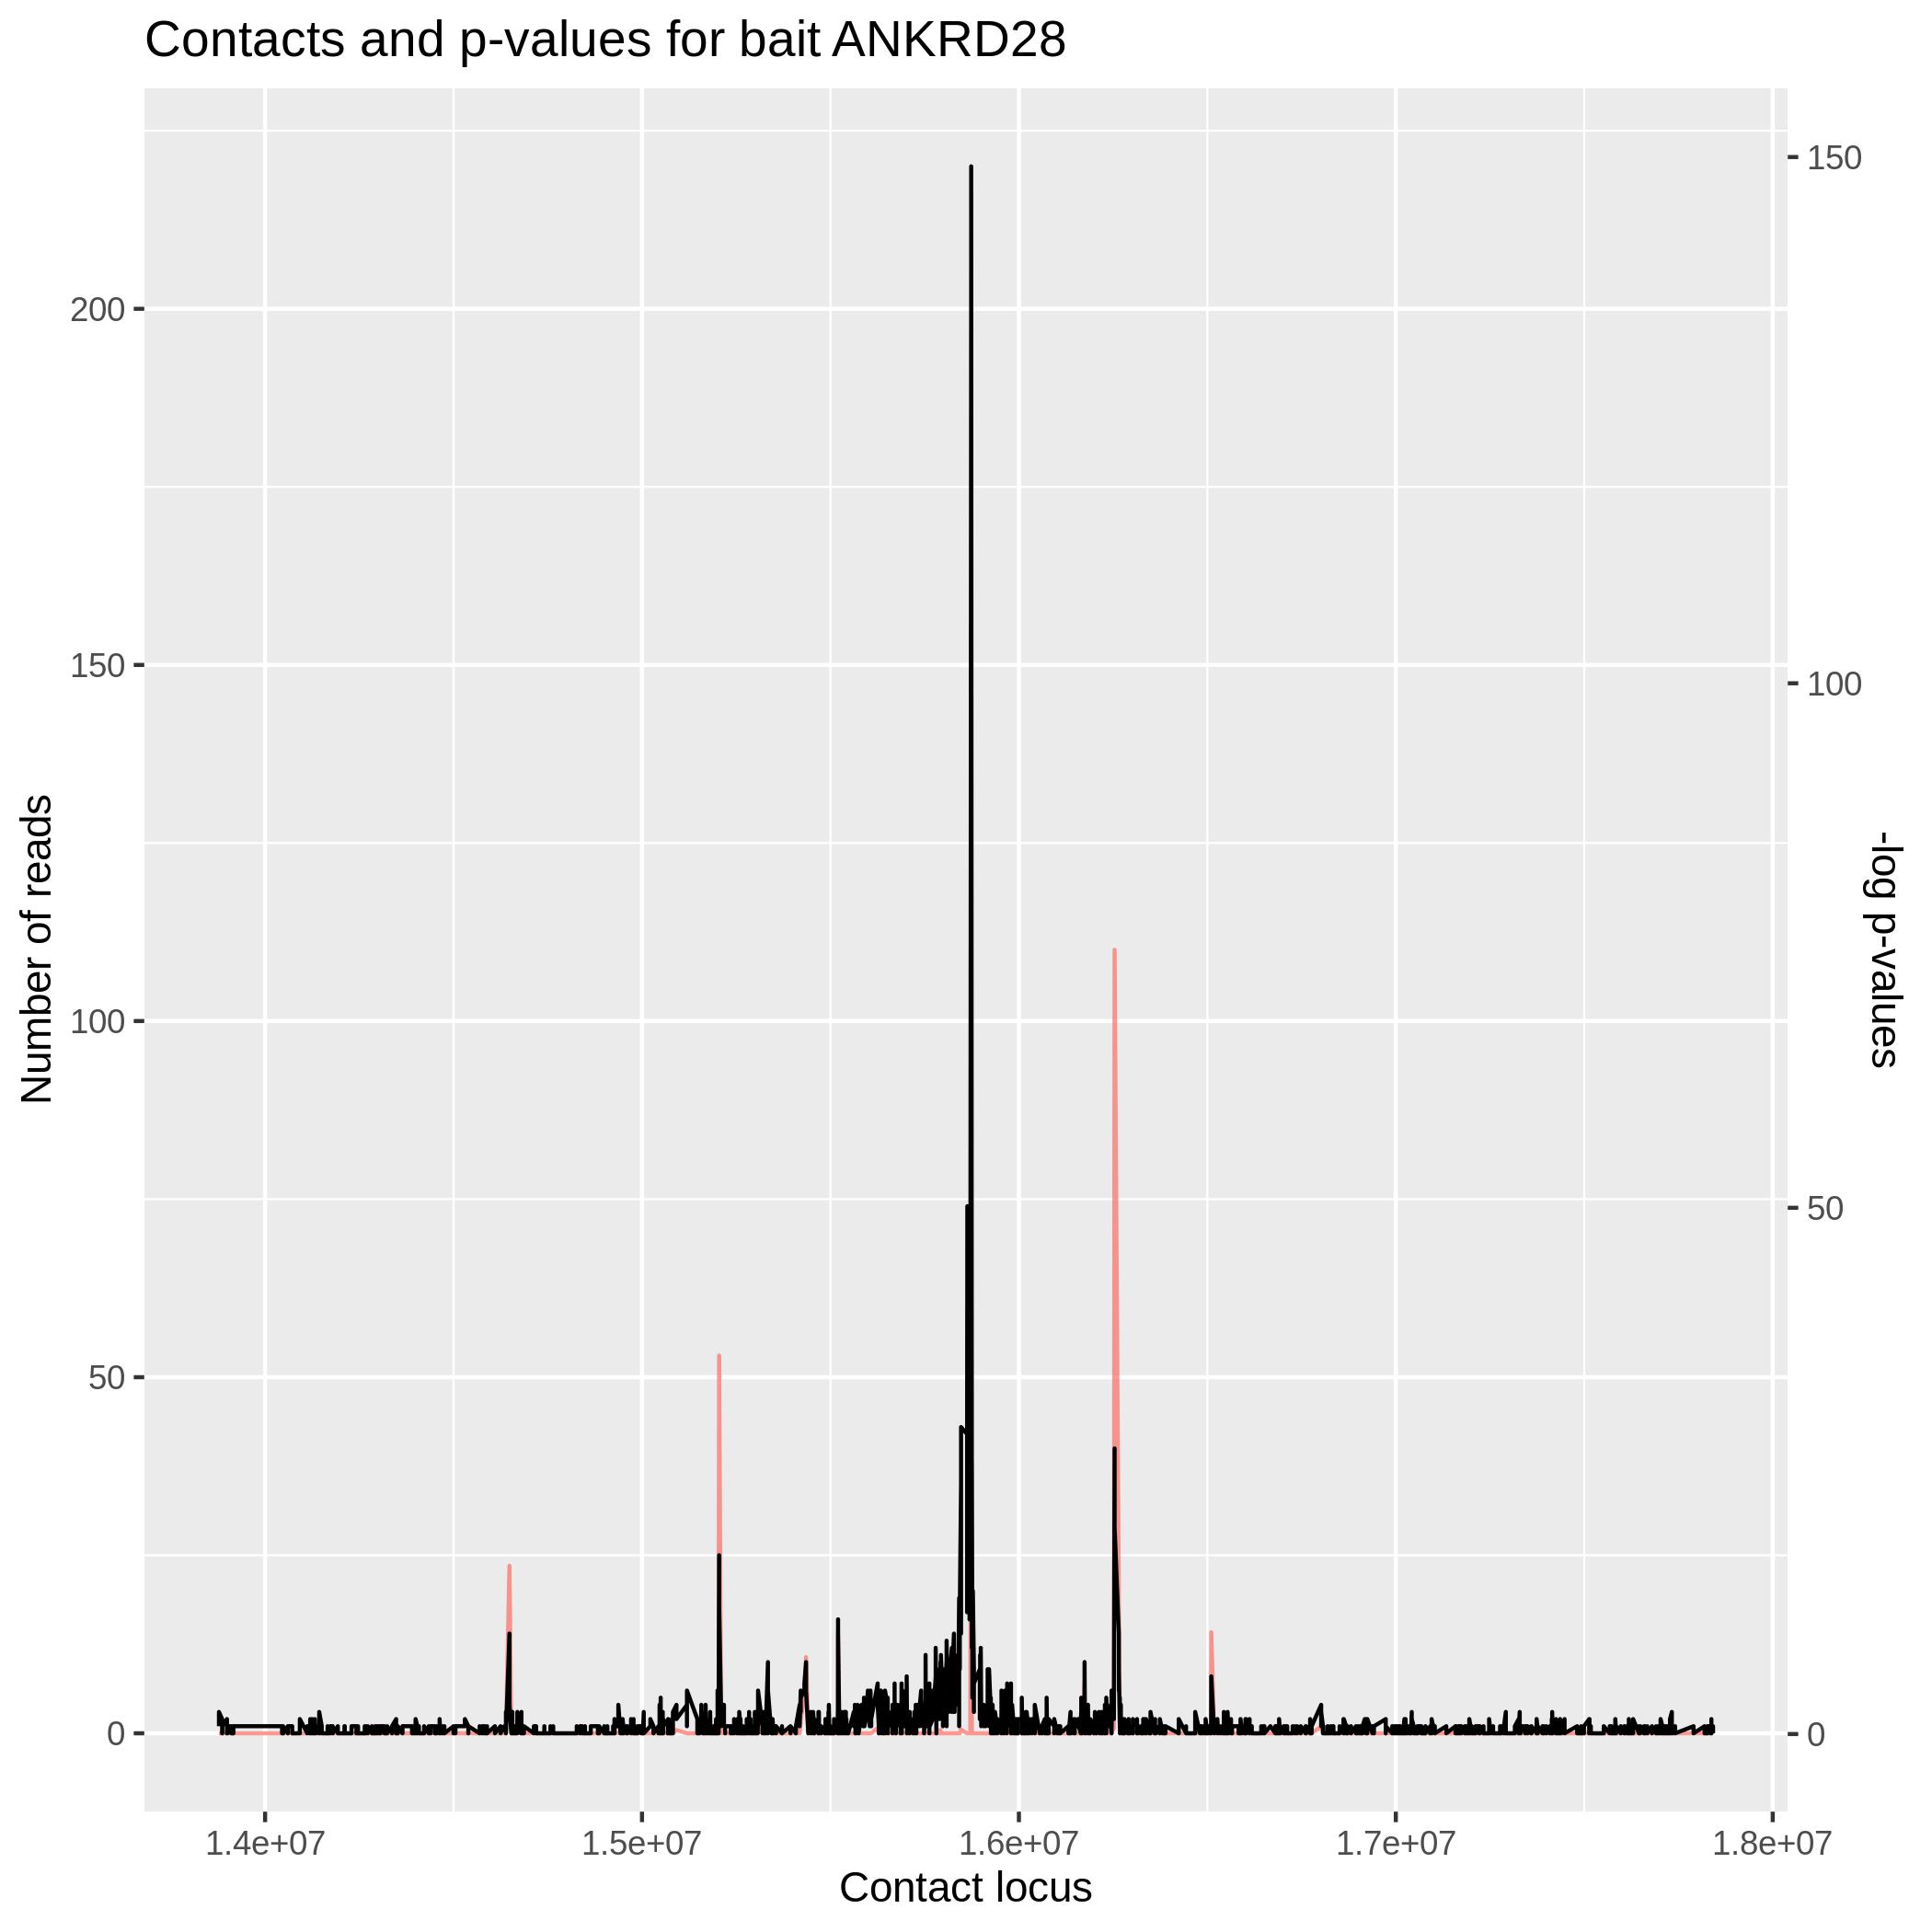 Contacts and p-values for bait ANKRD28
Number of reads
200
150
100
50
0
150
100
50
0
-log p-values
1.4e+07 1.5e+07 1.6e+07 1.7e+07 1.8e+07
Contact locus